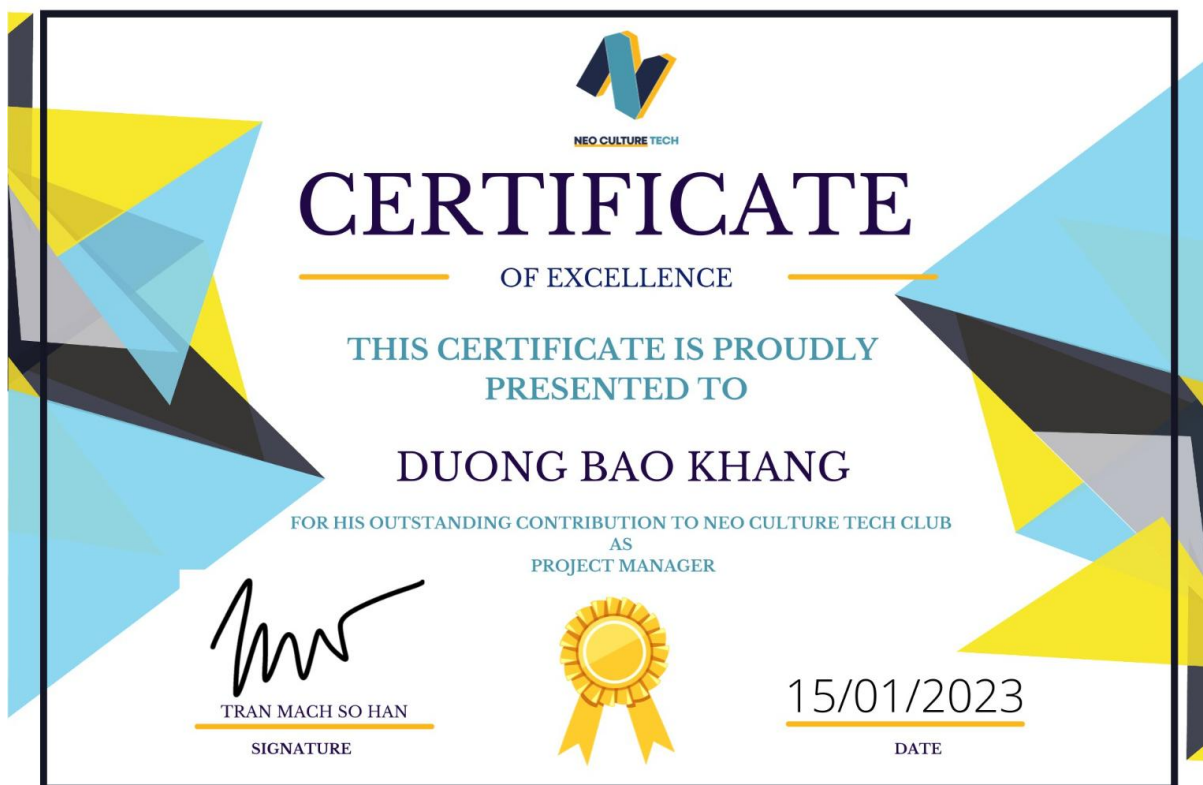 NEO CULTURE TECH
CERTIFICATE
OF EXCELLENCE
THIS CERTIFICATE IS PROUDLY
PRESENTED TO
DUONG BAO KHANG
FOR HIS OUTSTANDING CONTRIBUTION TO NEO CULTURE TECH CLUB
AS
PROJECT MANAGER
TRAN MACH SO HAN
SIGNATURE
15/01/2023
DATE